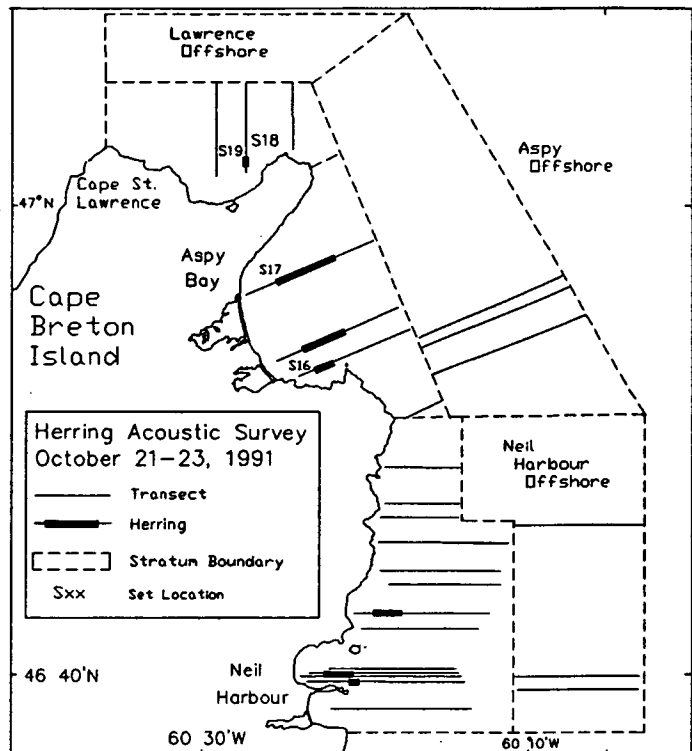 Lawrence
Offshore
S19
S18
Aspy
Offshore
Cape St.
Lawrence
47°N
Aspy
Bay
S17
Cape
Breton
Island
S16
Herring Acoustic Survey
October 21-23, 1991
Transect
Herring
Stratum Boundary
Sxx
Set Location
Neil
Harbour
Offshore
46 40'N
Neil
Harbour
60 30'W
60 10'W